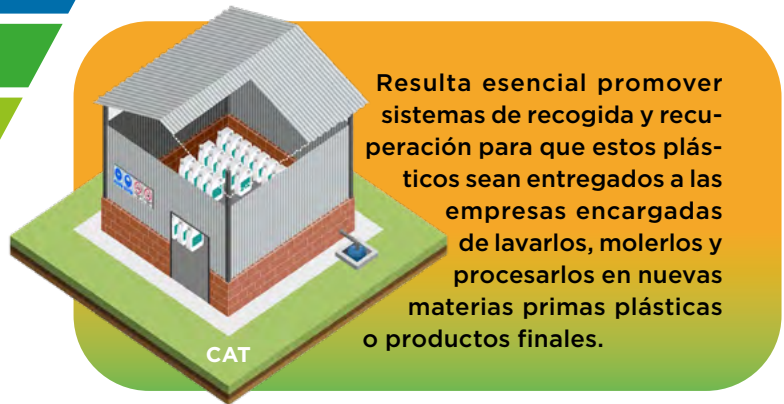 Resulta esencial promover
sistemas de recogida y recu-
peración para que estos plás-
ticos sean entregados a las
empresas encargadas
de lavarlos, molerlos y
procesarlos en nuevas
materias primas plásticas
o productos finales.
CAT